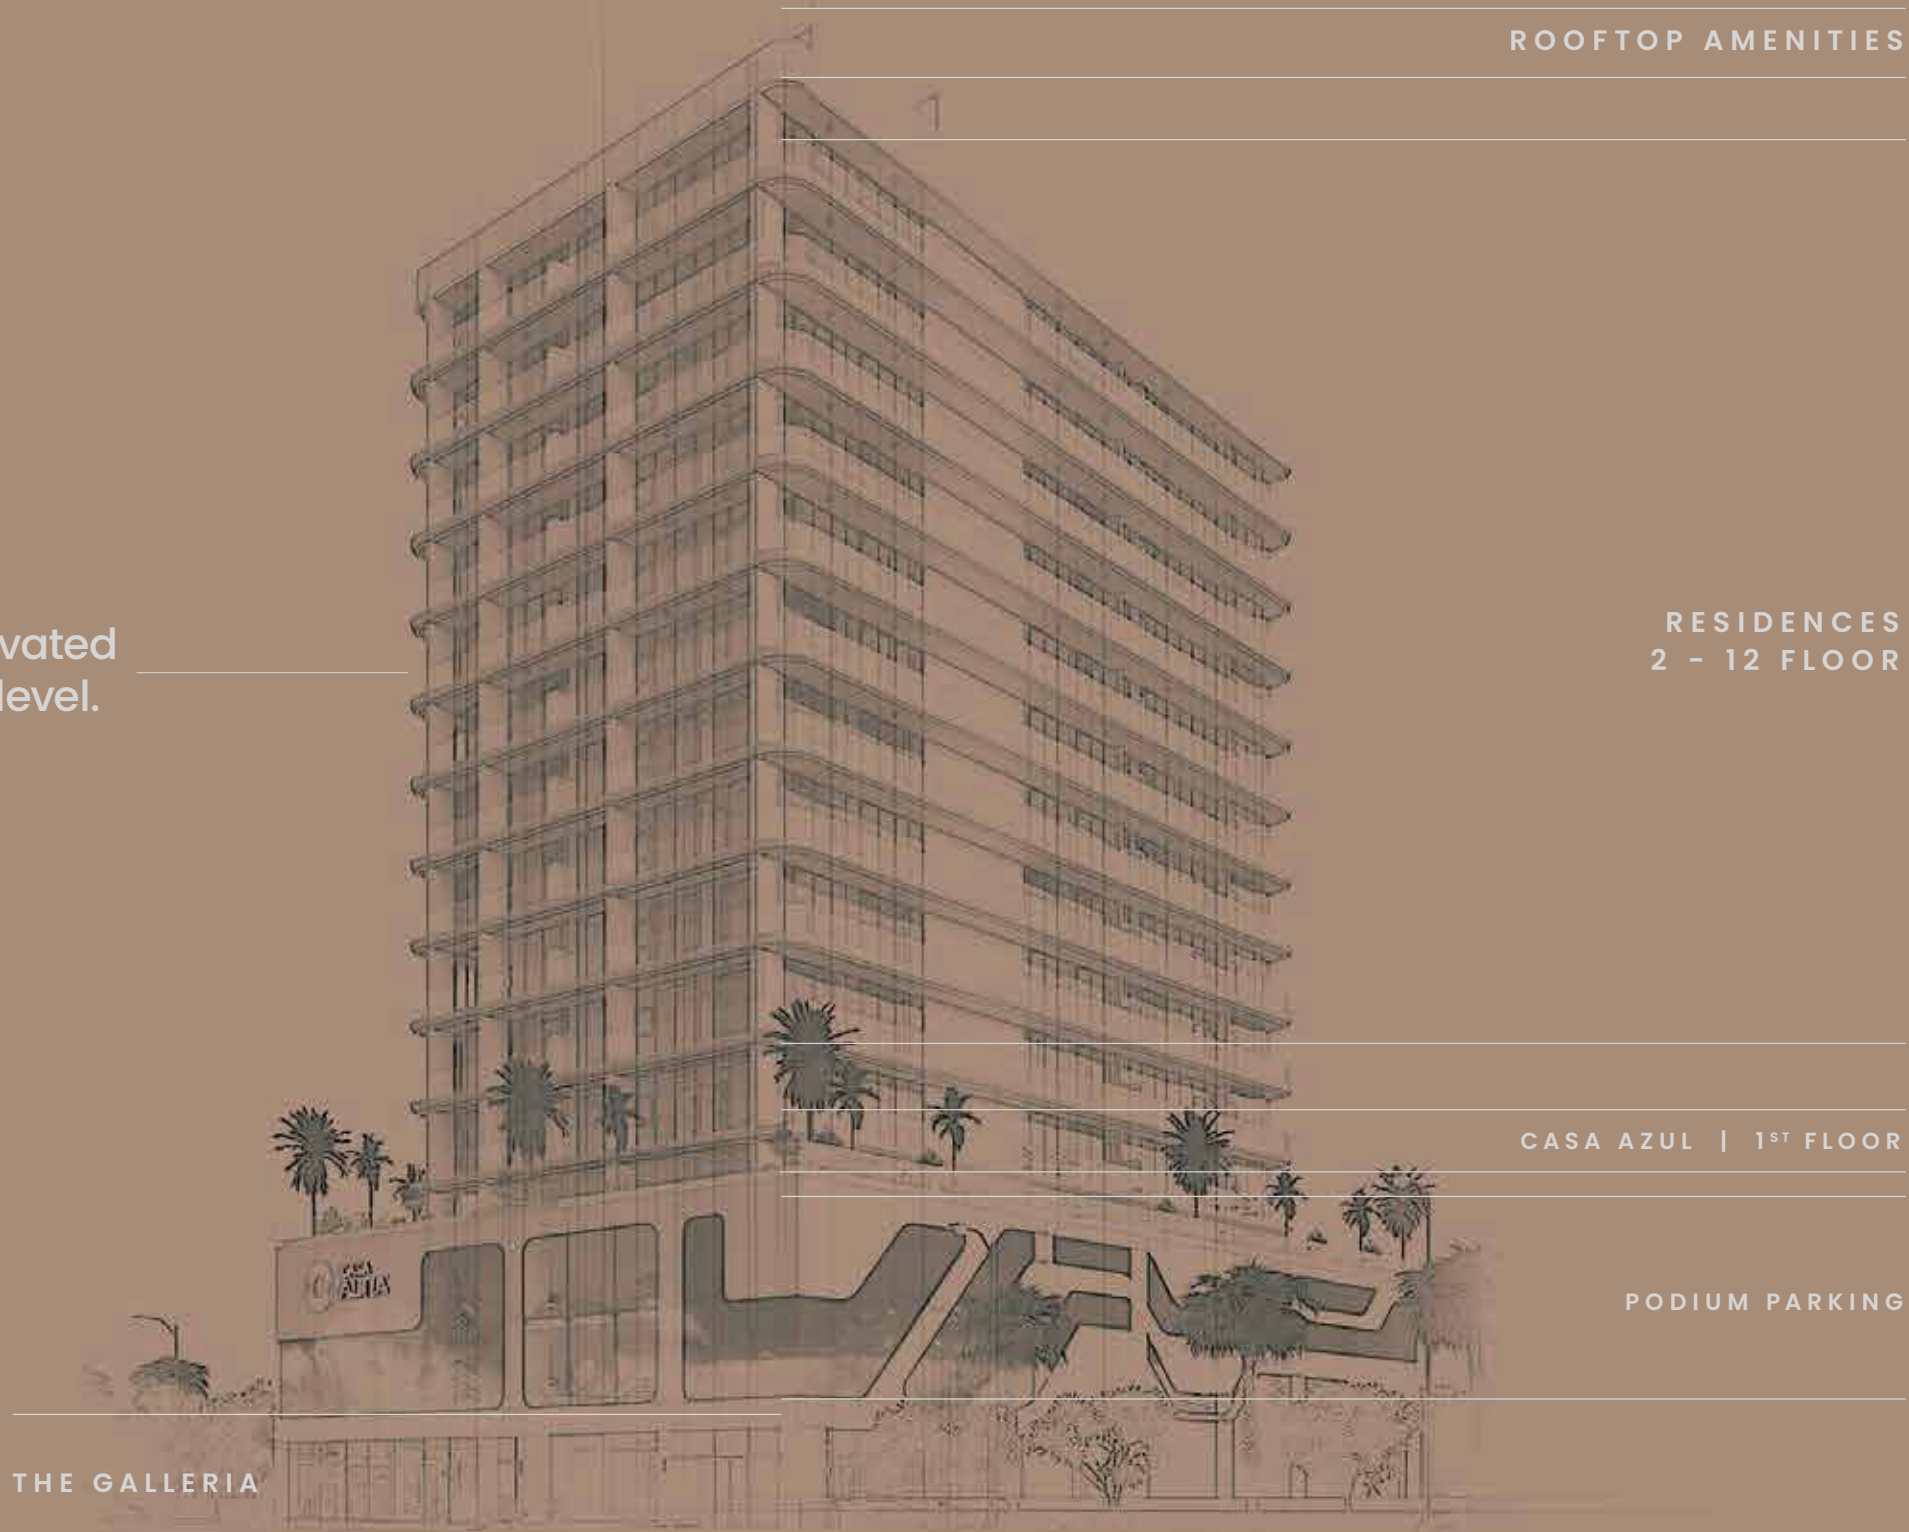 ROOFTOP AMENITIES
vated
level.
RESIDENCES
2 - 12 FLOOR
CASA AZUL | 1ST FLOOR
PODIUM PARKING
THE GALLERIA